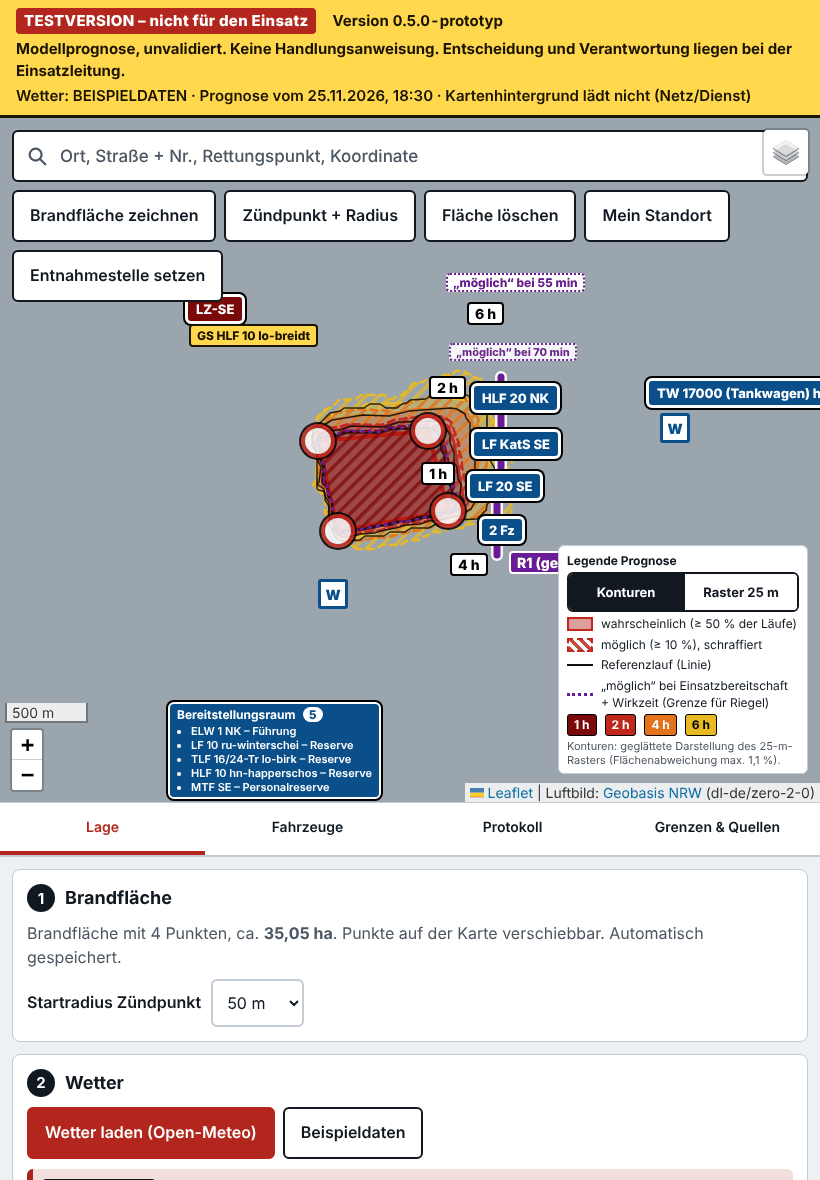 TESTVERSION – nicht für den Einsatz Version 0.5.0-prototyp
Modellprognose, unvalidiert. Keine Handlungsanweisung. Entscheidung und Verantwortung liegen bei der
Einsatzleitung.
Wetter: BEISPIELDATEN · Prognose vom 25.11.2026, 18:30 · Kartenhintergrund lädt nicht (Netz/Dienst)
Ort, Straße + Nr., Rettungspunkt, Koordinate
Brandfläche zeichnen
Zündpunkt + Radius
Fläche löschen
Mein Standort
Entnahmestelle setzen
„möglich“ bei 55 min
LZ-SE
6 h
GS HLF 10 lo-breidt
„möglich“ bei 70 min
2 h
HLF 20 NK
TW 17000 (Tankwagen) h
W
LF KatS SE
1 h
LF 20 SE
2 Fz
4 h
R1 (ge
W
Legende Prognose
Konturen
Raster 25 m
wahrscheinlich (≥ 50 % der Läufe)
möglich (≥ 10 %), schraffiert
Referenzlauf (Linie)
„möglich“ bei Einsatzbereitschaft
+ Wirkzeit (Grenze für Riegel)
1 h 2 h 4 h 6 h
Konturen: geglättete Darstellung des 25-m-
Rasters (Flächenabweichung max. 1,1 %).
500 m
+
−
Bereitstellungsraum 5
• ELW 1 NK – Führung
• LF 10 ru-winterschei – Reserve
• TLF 16/24-Tr lo-birk – Reserve
• HLF 10 hn-happerschos – Reserve
• MTF SE – Personalreserve
Leaflet | Luftbild: Geobasis NRW (dl-de/zero-2-0)
Lage
Fahrzeuge
Protokoll
Grenzen & Quellen
1 Brandfläche
Brandfläche mit 4 Punkten, ca. 35,05 ha. Punkte auf der Karte verschiebbar. Automatisch
gespeichert.
Startradius Zündpunkt 50 m
2 Wetter
Wetter laden (Open-Meteo)
Beispieldaten